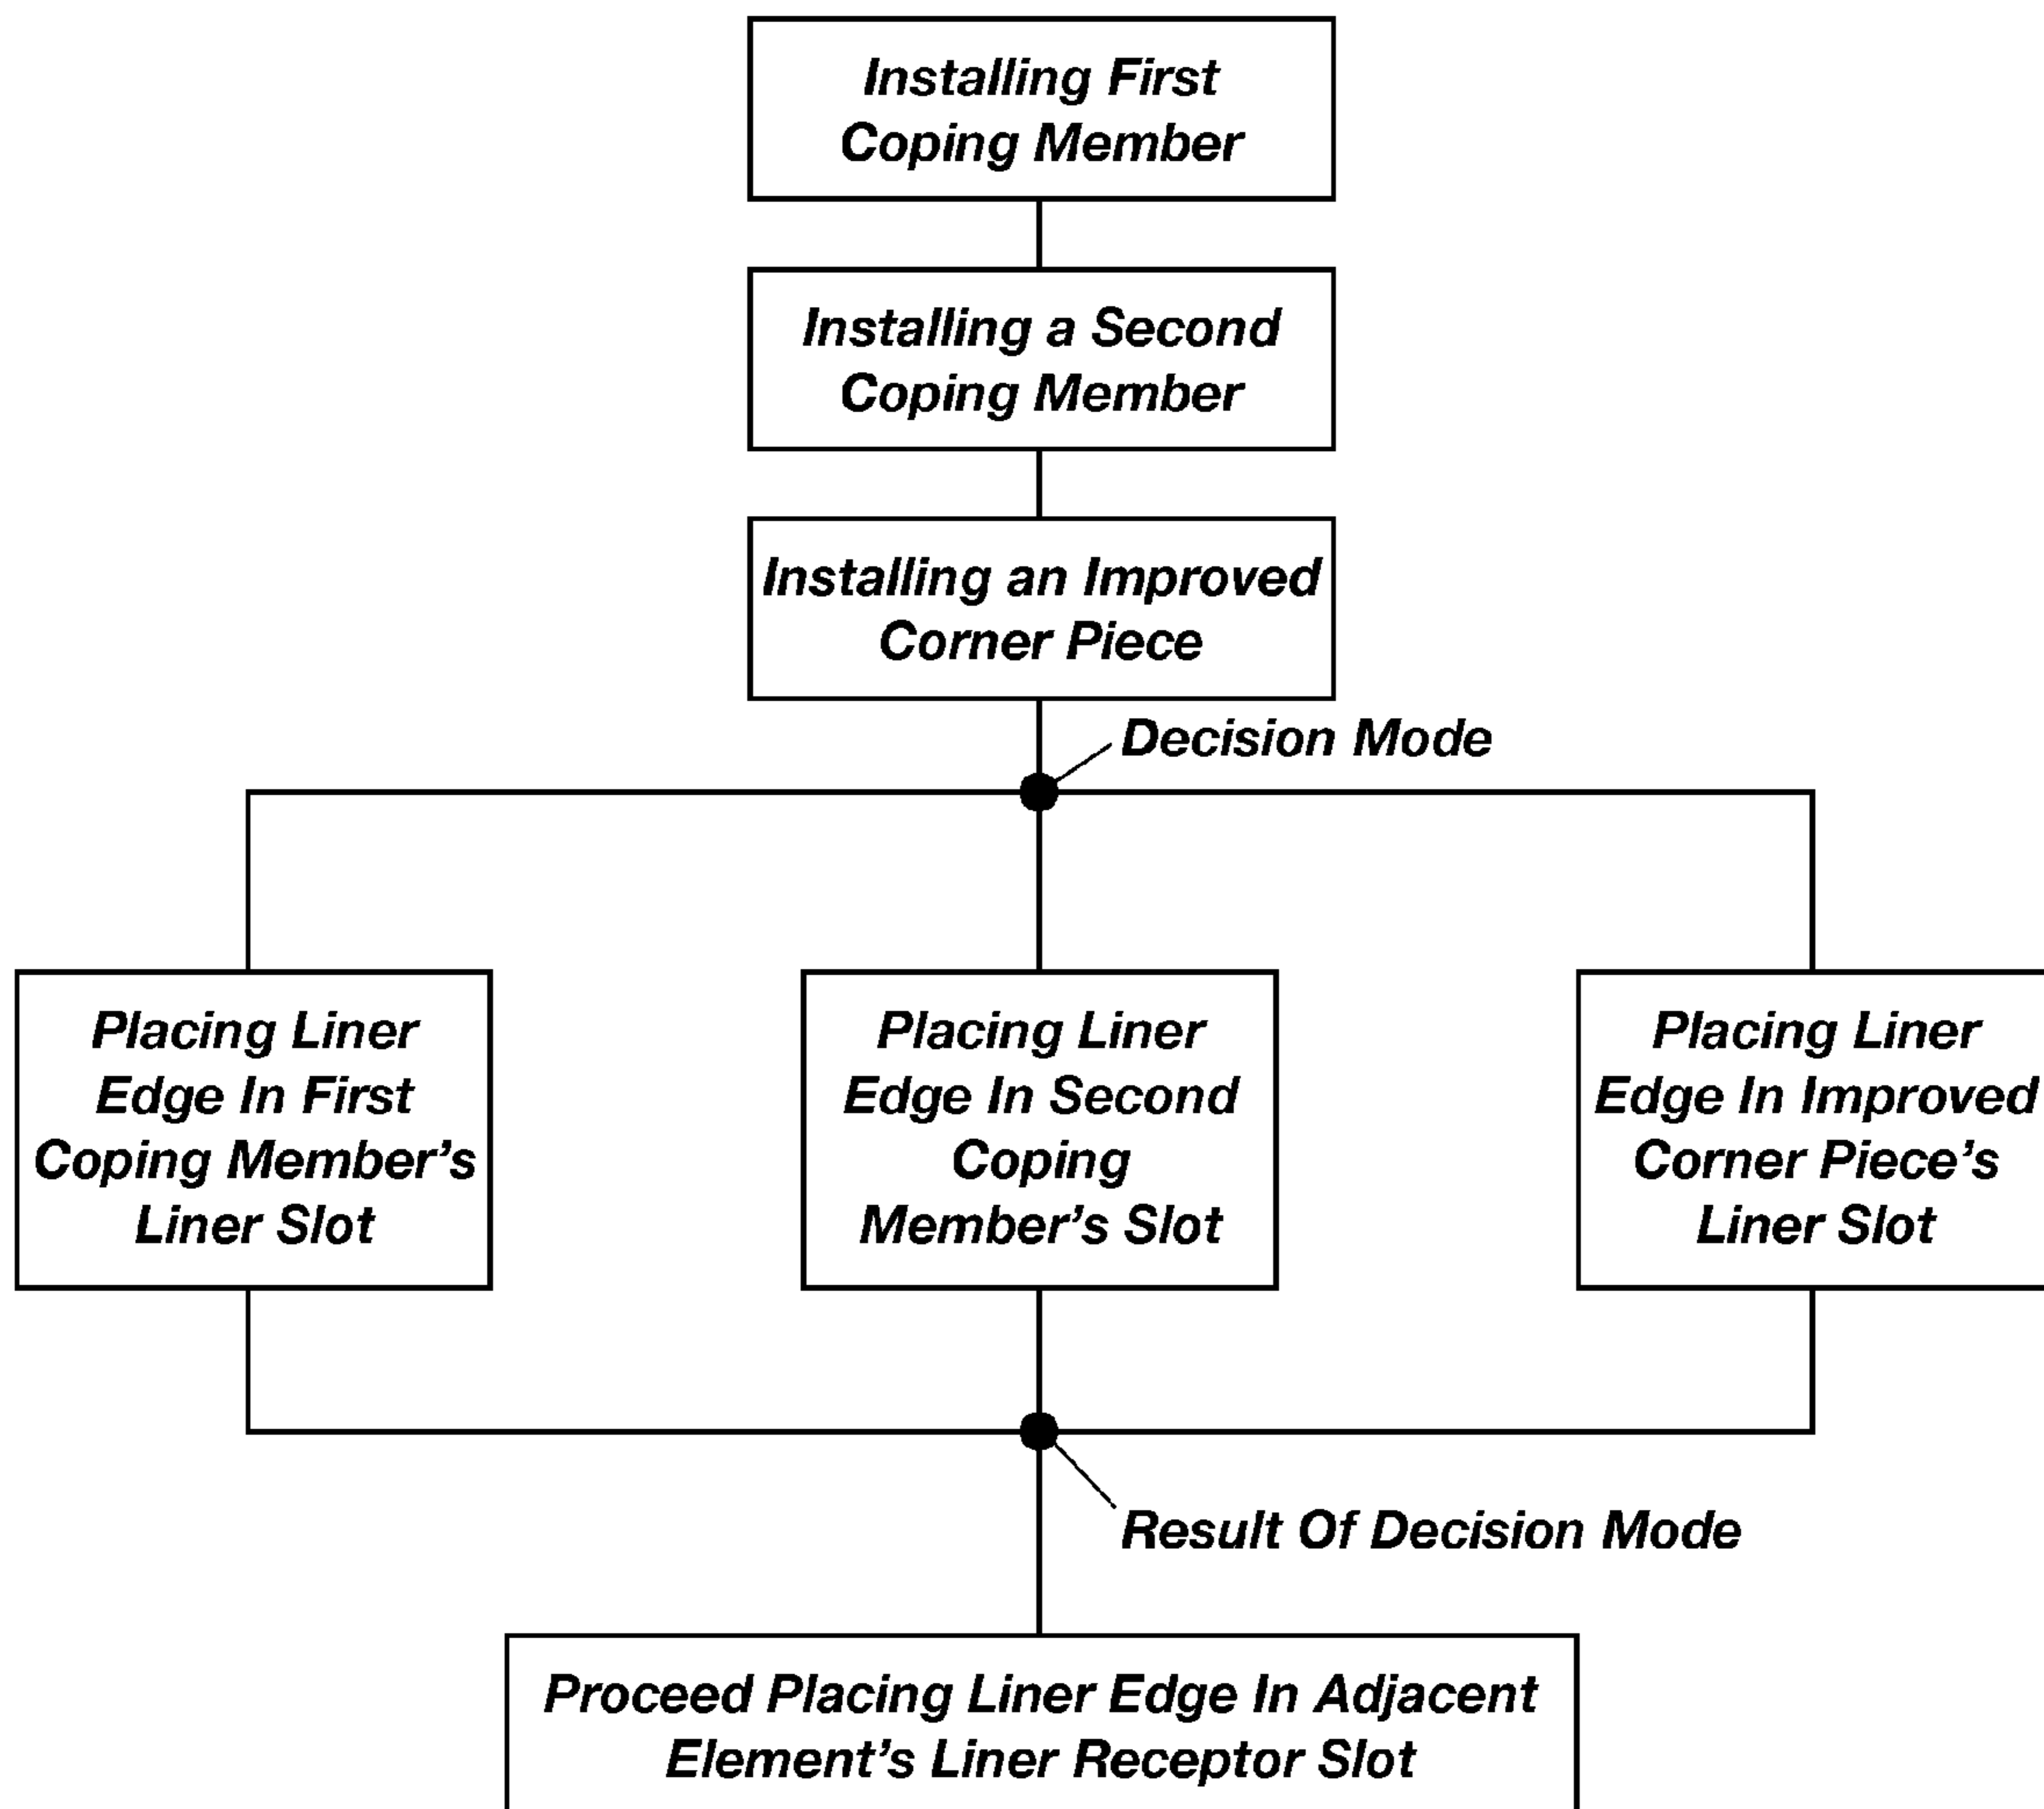 Installing First
Coping Member
Installing a Second
Coping Member
Installing an Improved
Corner Piece
Decision Mode
Placing Liner
Edge In First
Coping Member's
Liner Slot
Placing Liner
Edge In Second
Coping
Member's Slot
Placing Liner
Edge In Improved
Corner Piece's
Liner Slot
Result Of Decision Mode
Proceed Placing Liner Edge In Adjacent
Element's Liner Receptor Slot